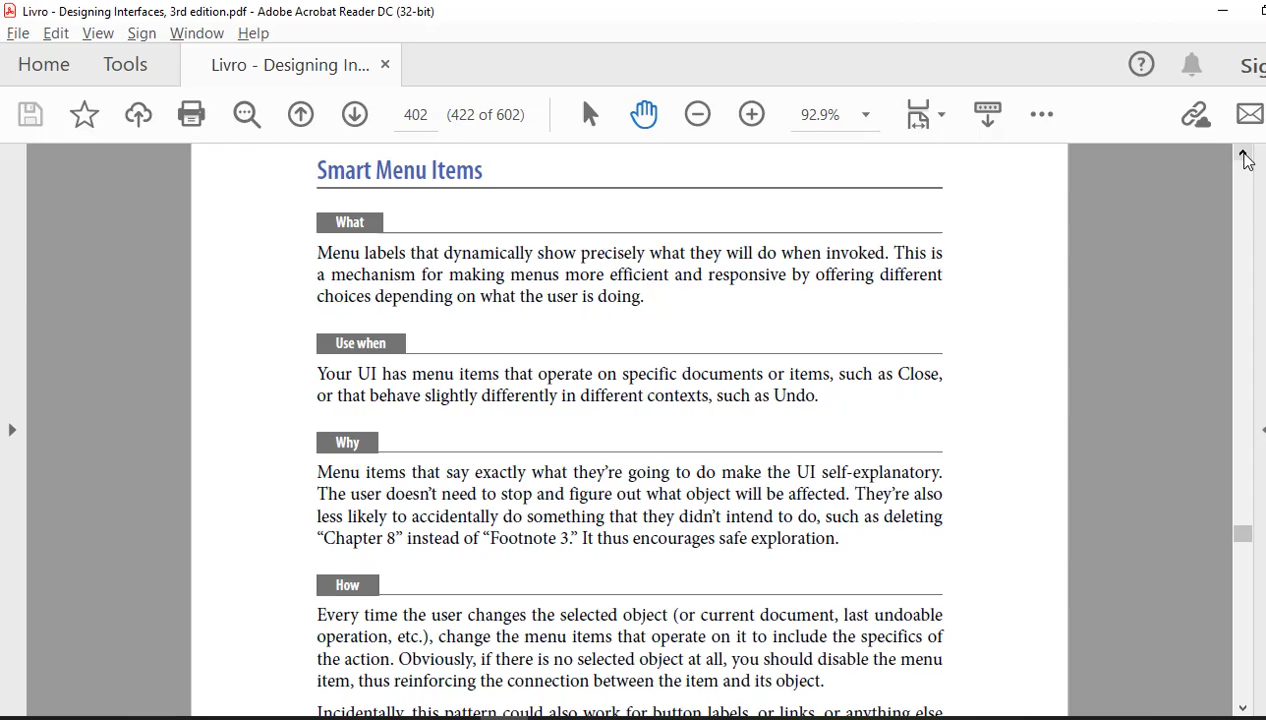 Livro - Designing Interfaces, 3rd edition.pdf - Adobe Acrobat Reader DC (32-bit)
File Edit View Sign Window Help
Home Tools Livro - Designing In... ×
402 (422 of 602) 92.9%
Smart Menu Items
What
Menu labels that dynamically show precisely what they will do when invoked. This is
a mechanism for making menus more efficient and responsive by offering different
choices depending on what the user is doing.
Use when
Your UI has menu items that operate on specific documents or items, such as Close,
or that behave slightly differently in different contexts, such as Undo.
Why
Menu items that say exactly what they’re going to do make the UI self-explanatory.
The user doesn’t need to stop and figure out what object will be affected. They’re also
less likely to accidentally do something that they didn’t intend to do, such as deleting
“Chapter 8” instead of “Footnote 3.” It thus encourages safe exploration.
How
Every time the user changes the selected object (or current document, last undoable
operation, etc.), change the menu items that operate on it to include the specifics of
the action. Obviously, if there is no selected object at all, you should disable the menu
item, thus reinforcing the connection between the item and its object.
Incidentally, this pattern could also work for button labels, or links, or anything else